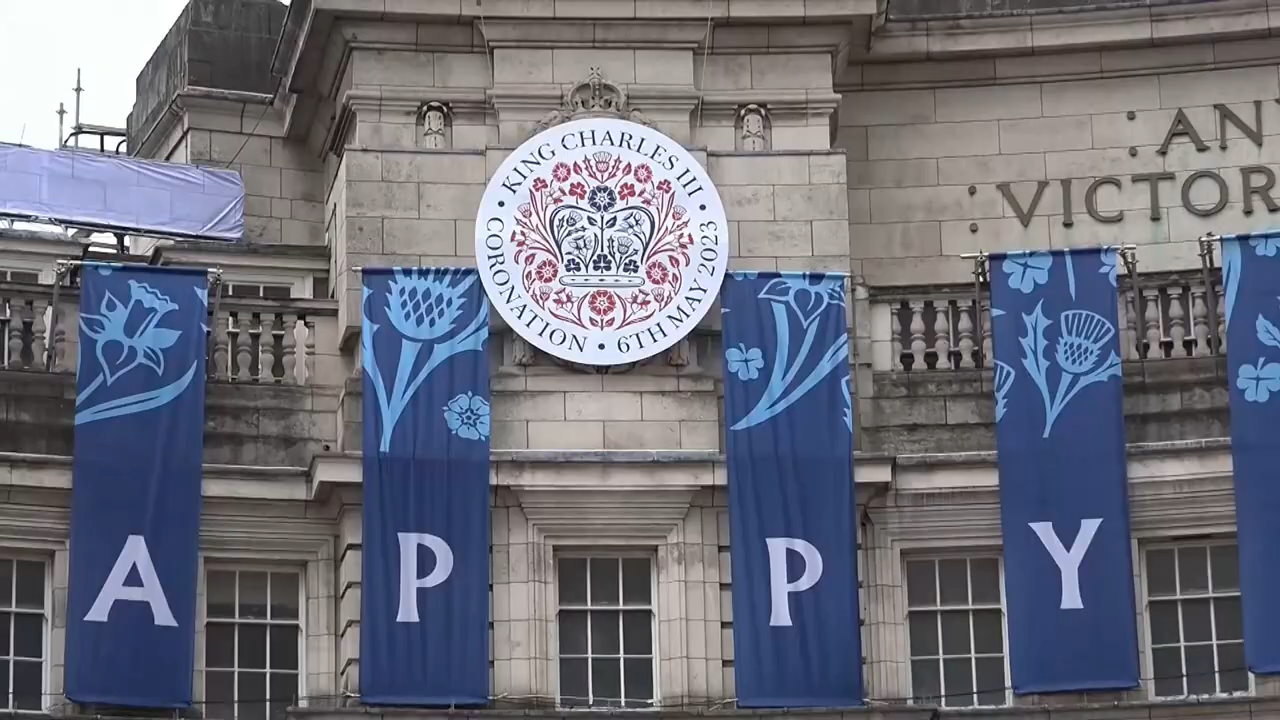 • KING CHARLES III •
CORONATION • 6TH MAY 2023
: AN
: VICTOR
A P P Y